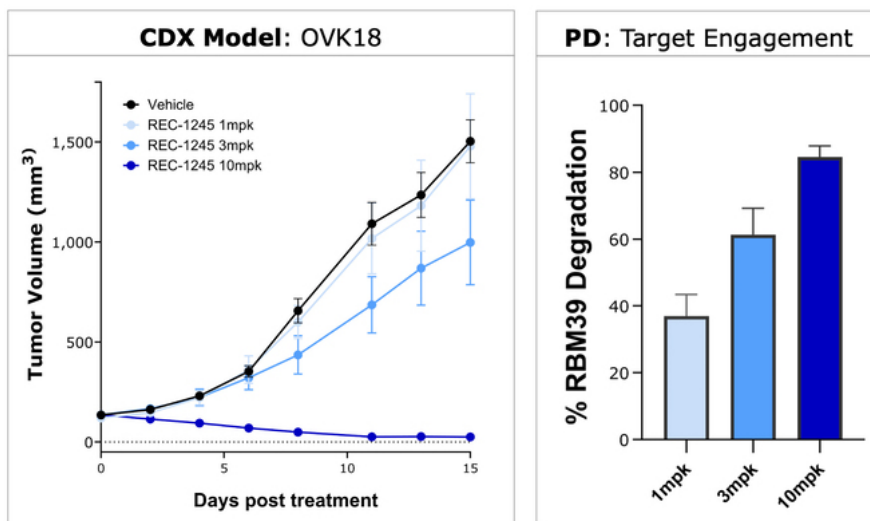 CDX Model: OVK18
Tumor Volume (mm³)
1,500
1,000
500
0
Vehicle
REC-1245 1mpk
REC-1245 3mpk
REC-1245 10mpk
0 5 10 15
Days post treatment
PD: Target Engagement
% RBM39 Degradation
100
80
60
40
20
0
1mpk 3mpk 10mpk